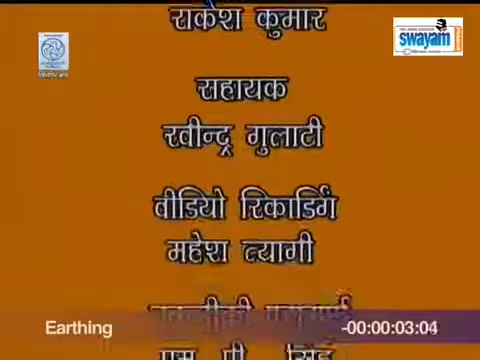 राकेश कुमार
swayam
सहायक
रवीन्द्र गुलाटी
वीडियो रिकार्डिंग
महेश त्यागी
Earthing
-00:00:03:04